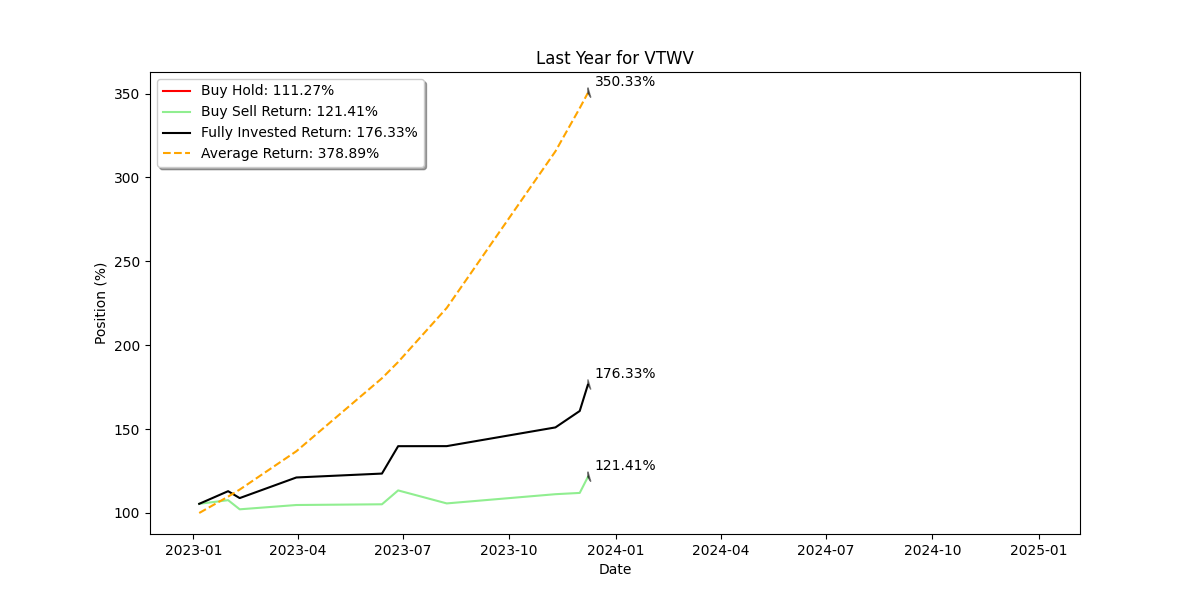 Last Year for VTWV
350.33%
Buy Hold: 111.27%
Buy Sell Return: 121.41%
Fully Invested Return: 176.33%
Average Return: 378.89%
350
300
250
200
150
100
Position (%)
176.33%
121.41%
2023-01 2023-04 2023-07 2023-10 2024-01 2024-04 2024-07 2024-10 2025-01
Date